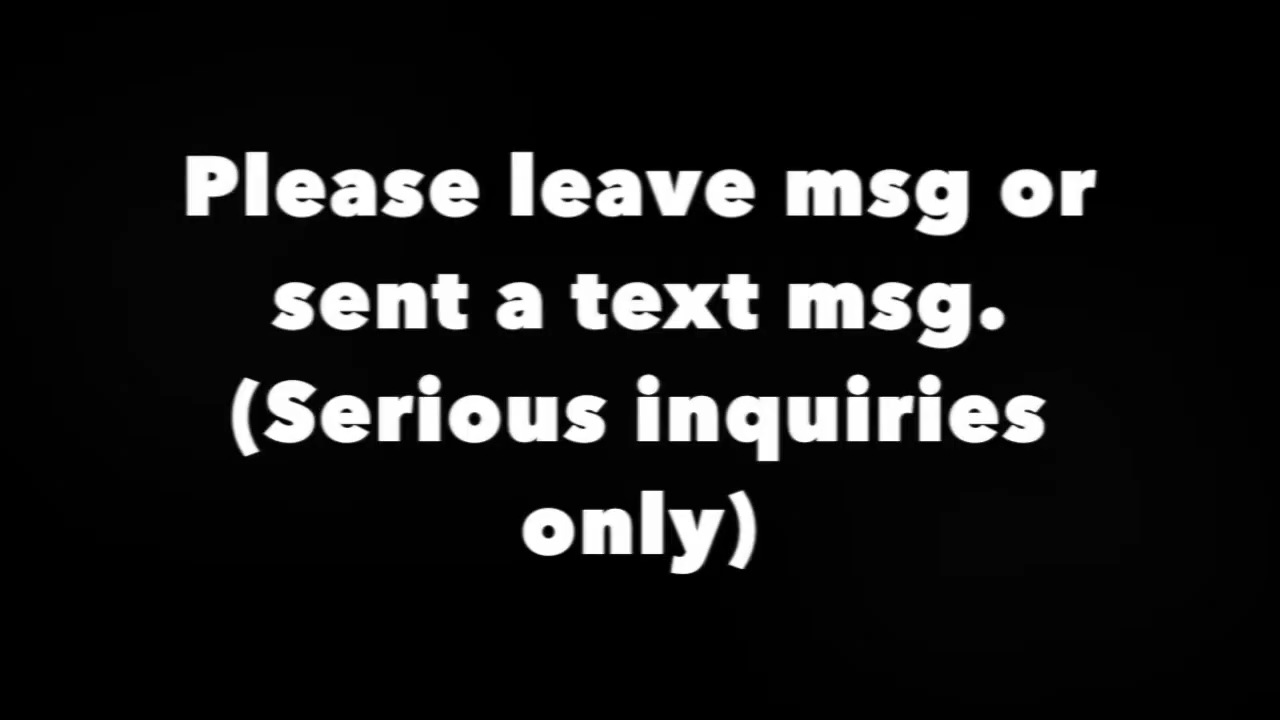 Please leave msg or
sent a text msg.
(Serious inquiries
only)